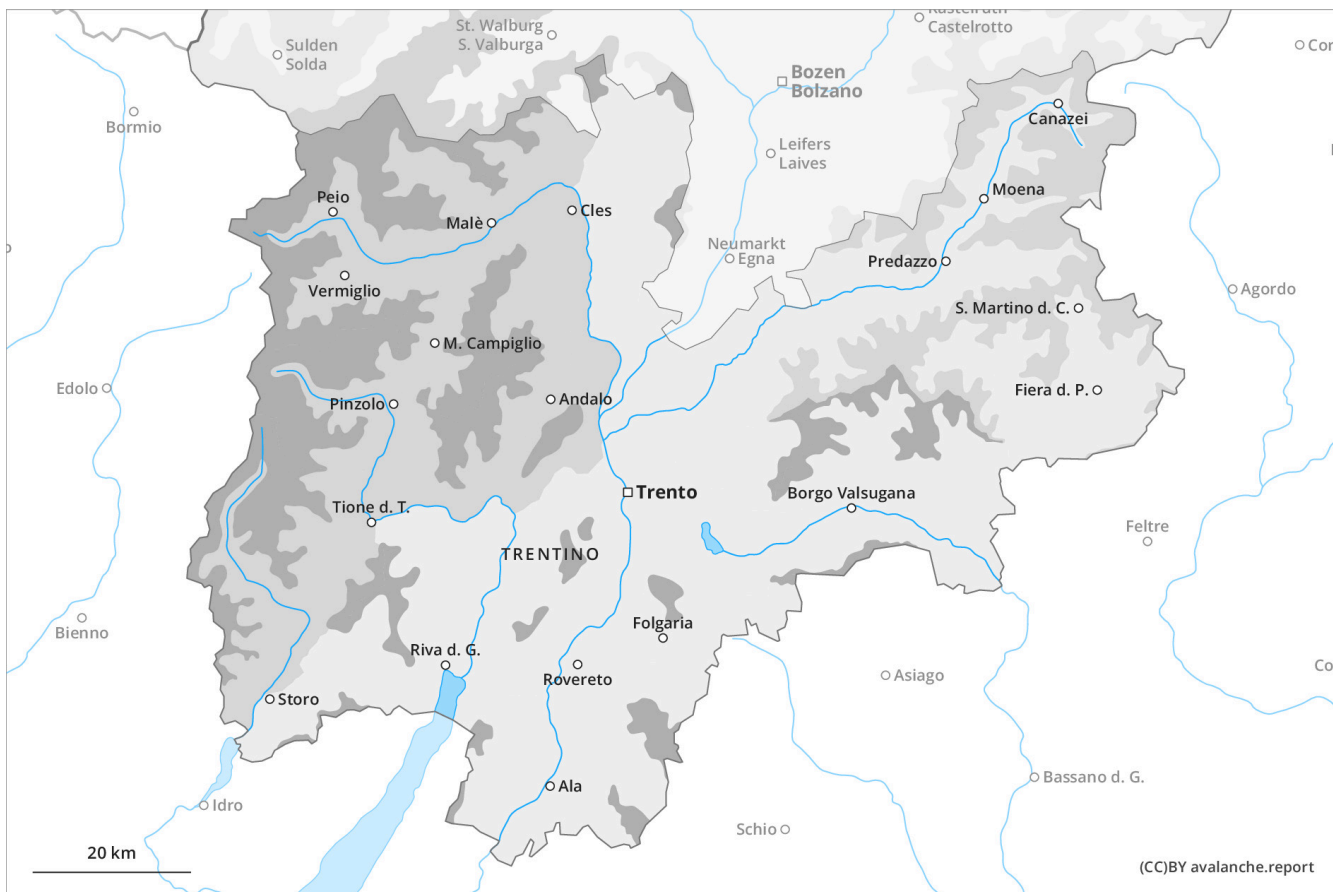 Kastelruth
Castelrotto
St. Walburg
S. Valburga
Sulden
Solda
Bozen
Bolzano
Canazei
Bormio
Leifers
Laives
Moena
Peio
Malè
Cles
Neumarkt
Egna
Predazzo
Vermiglio
Agordo
S. Martino d. C.
M. Campiglio
Edolo
Fiera d. P.
Pinzolo
Andalo
Trento
Borgo Valsugana
Tione d. T.
Feltre
TRENTINO
Bienno
Folgaria
Riva d. G.
Rovereto
Asiago
Storo
Bassano d. G.
Ala
Idro
Schio
20 km
(CC)BY avalanche.report